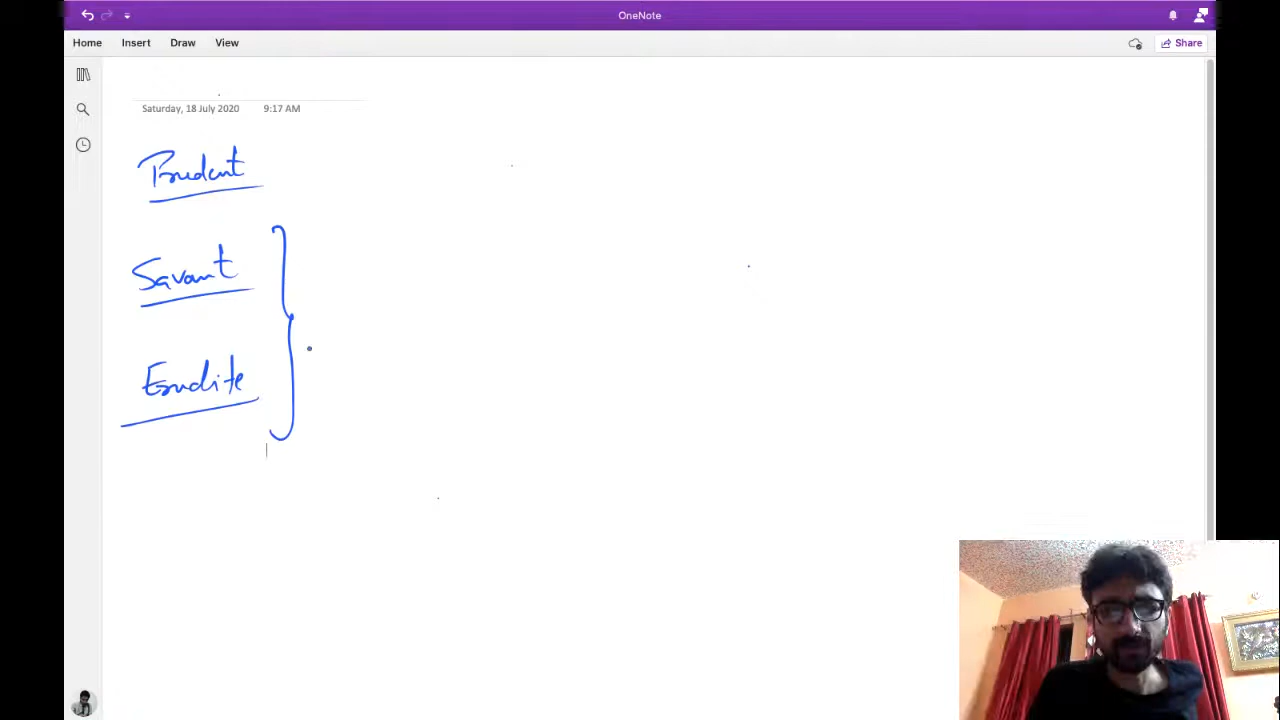 OneNote
Home Insert Draw View Share
Saturday, 18 July 2020 9:17 AM
Prudent
Savant
Erudite